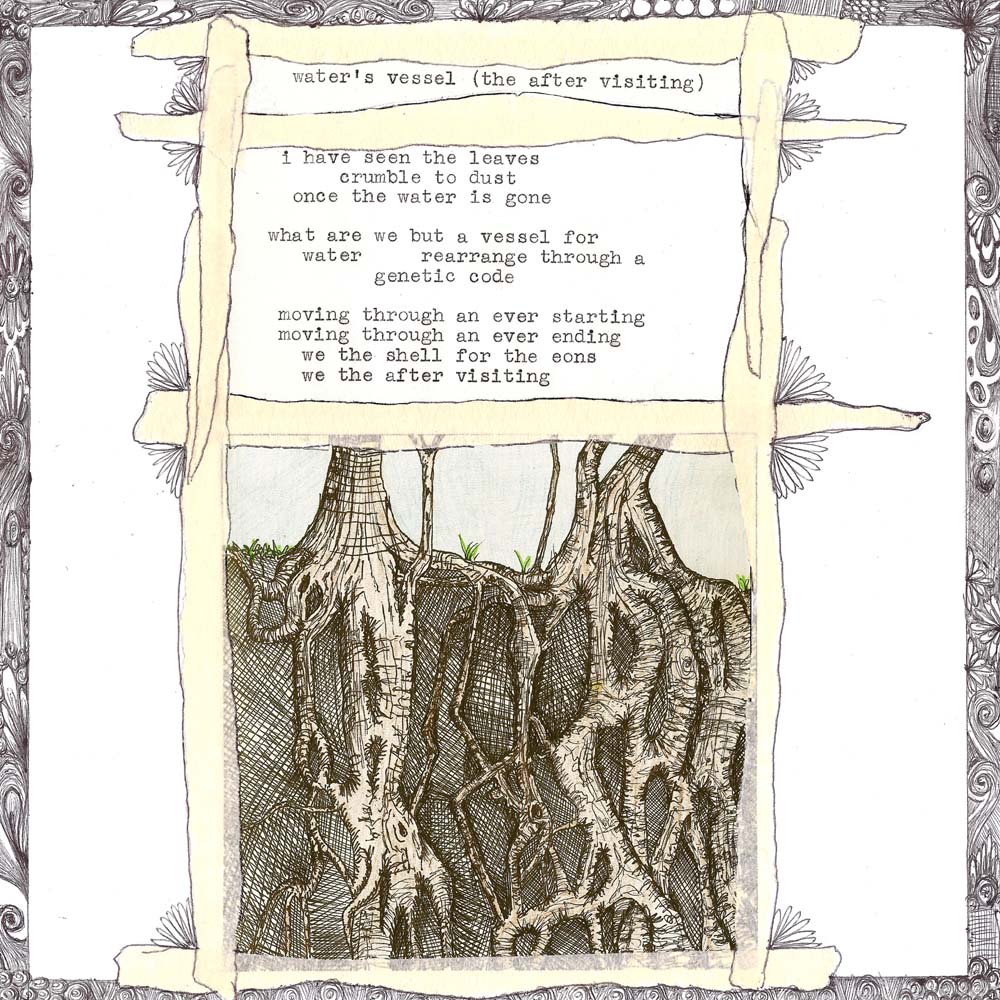 water's vessel (the after visiting)
i have seen the leaves
crumble to dust
once the water is gone
what are we but a vessel for
water rearrange through a
genetic code
moving through an ever starting
moving through an ever ending
we the shell for the eons
we the after visiting